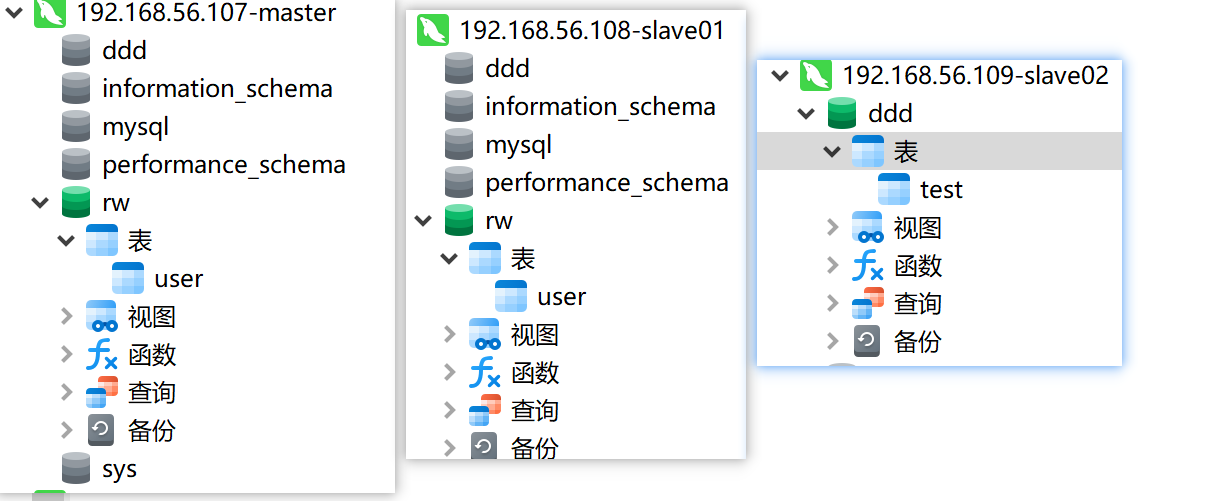 192.168.56.107-master
ddd
information_schema
mysql
performance_schema
rw
表
user
视图
函数
查询
备份
sys
192.168.56.108-slave01
ddd
information_schema
mysql
performance_schema
rw
表
user
视图
函数
查询
备份
192.168.56.109-slave02
ddd
表
test
视图
函数
查询
备份